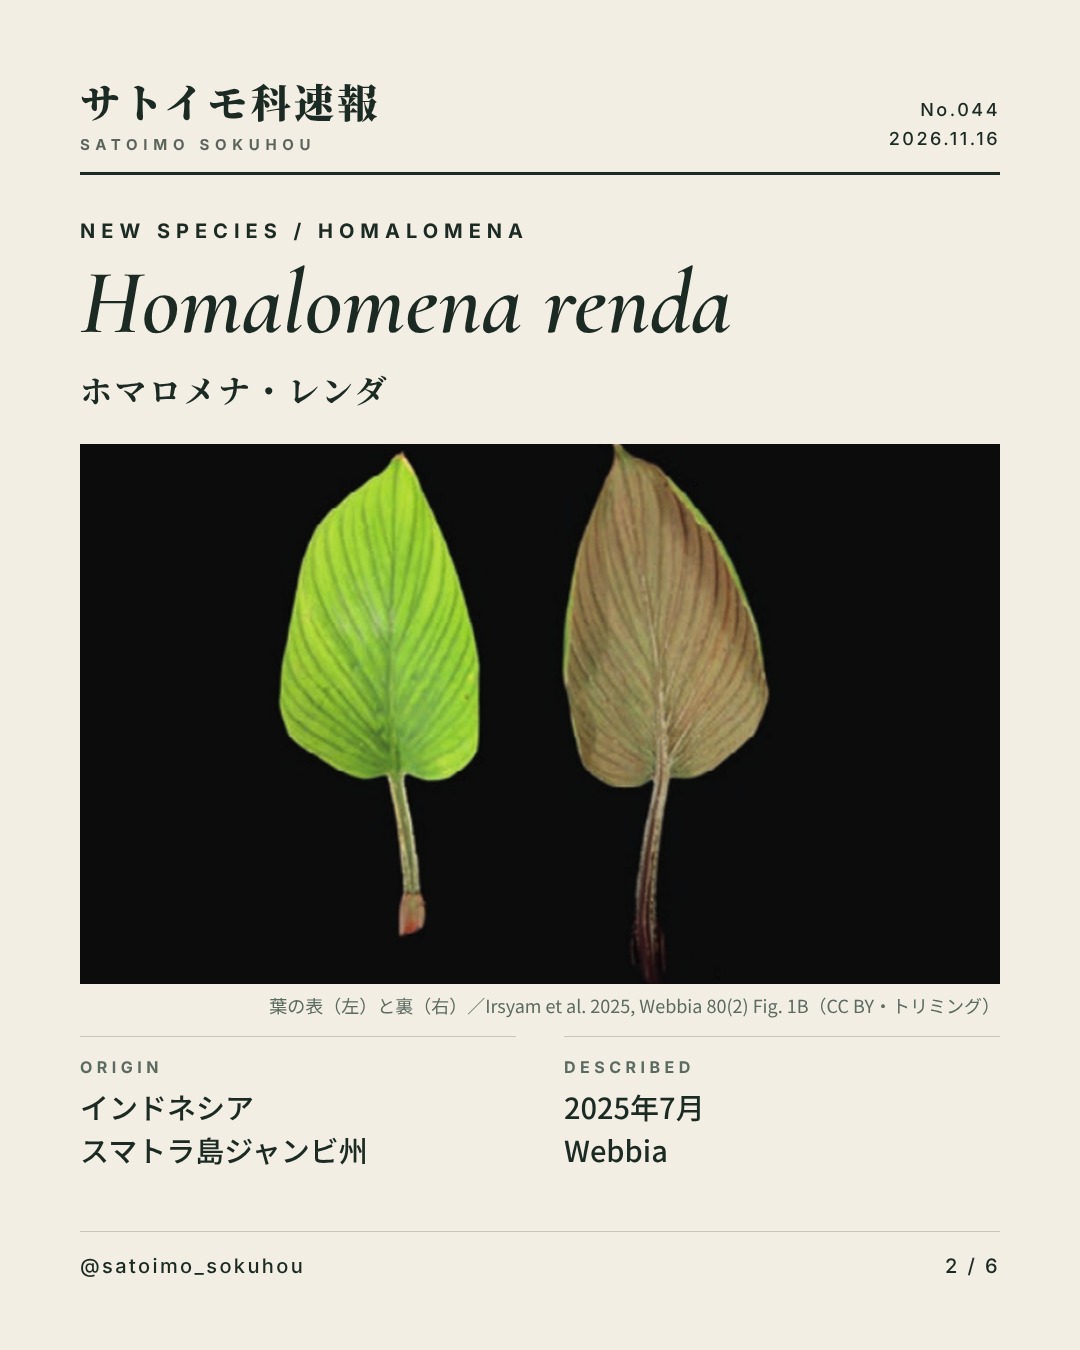 サトイモ科速報
SATOIMO SOKUHOU
No.044
2026.11.16
NEW SPECIES / HOMALOMENA
Homalomena renda
ホマロメナ・レンダ
葉の表（左）と裏（右）／Irsyam et al. 2025, Webbia 80(2) Fig. 1B（CC BY・トリミング）
ORIGIN
インドネシア
スマトラ島ジャンビ州
DESCRIBED
2025年7月
Webbia
@satoimo_sokuhou
2 / 6